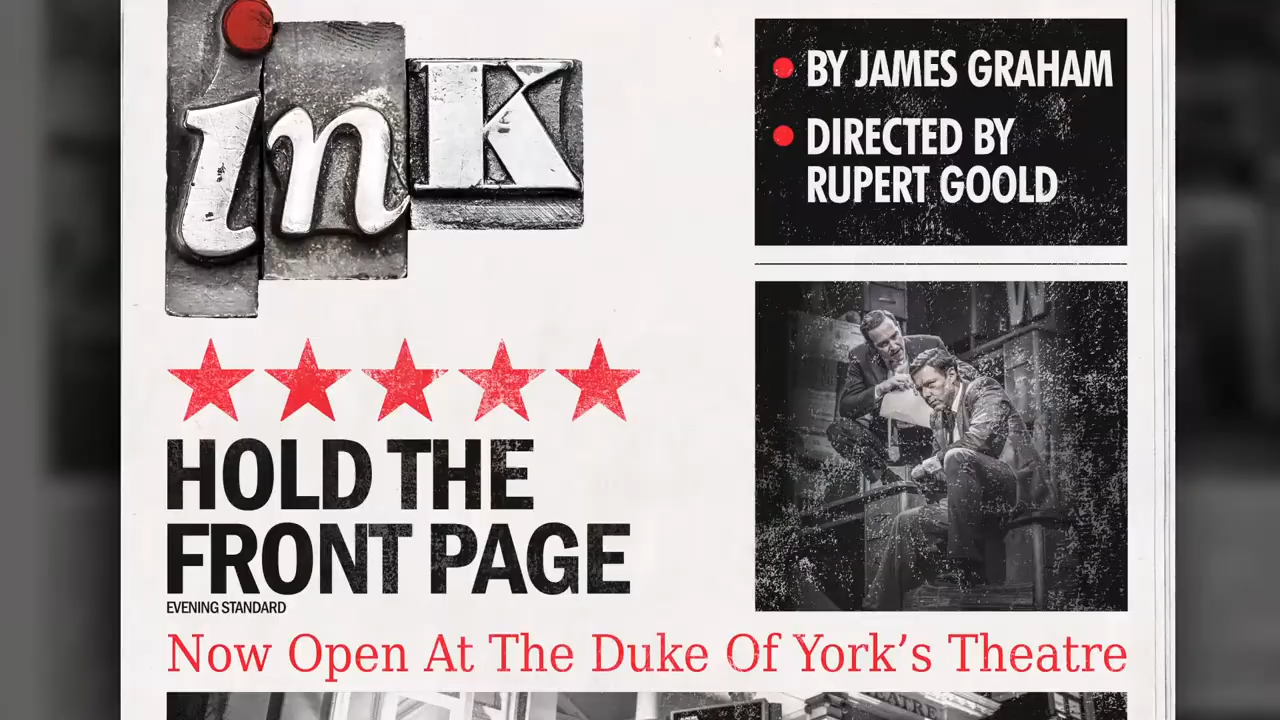 ink
BY JAMES GRAHAM
DIRECTED BY
RUPERT GOOLD
HOLD THE
FRONT PAGE
EVENING STANDARD
Now Open At The Duke Of York’s Theatre
THEATRE